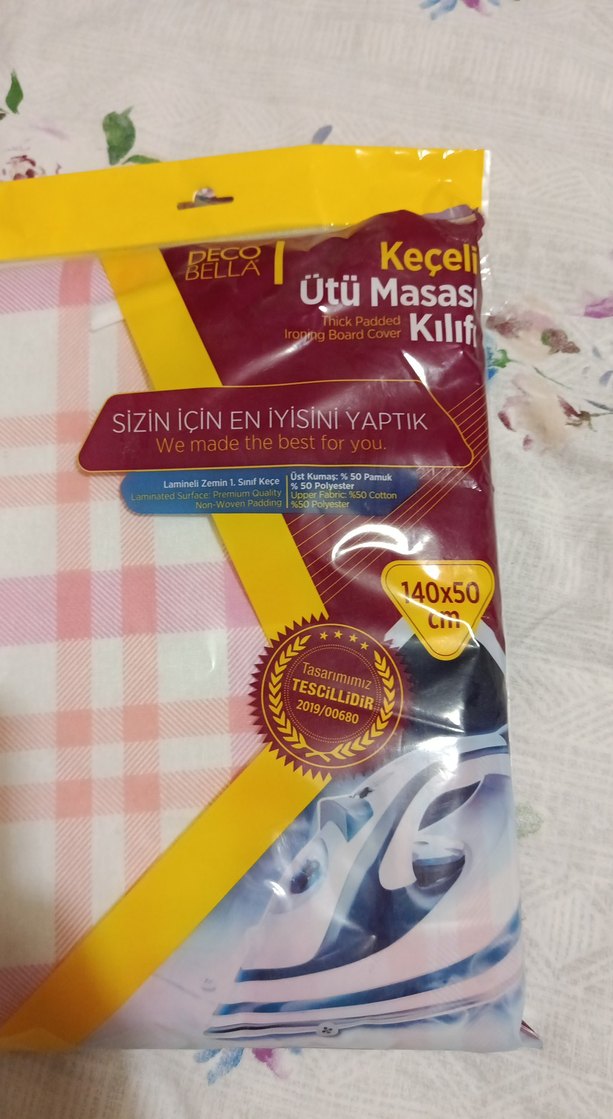 DECO
BELLA
Keçeli
Ütü Masası
Thick Padded
Ironing Board Cover
Kılıfı
SİZİN İÇİN EN İYİSİNİ YAPTIK
We made the best for you.
Lamineli Zemin 1. Sınıf Keçe
Laminated Surface: Premium Quality
Non-Woven Padding
Üst Kumaş: % 50 Pamuk
% 50 Polyester
Upper Fabric: %50 Cotton
%50 Polyester
140x50
cm
Tasarımımız
TESCİLLİDİR
2019/00680